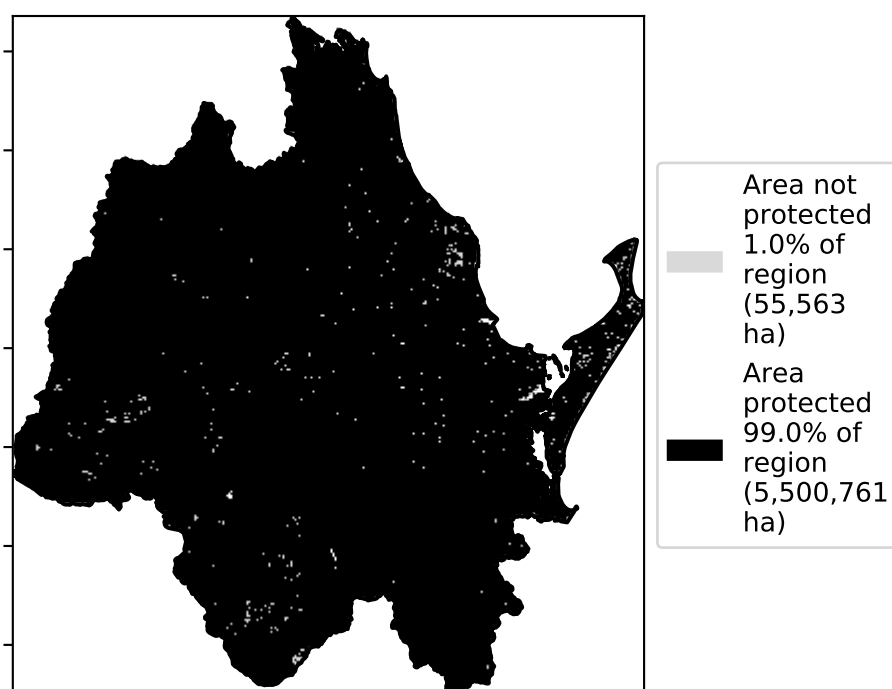 Area not
protected
1.0% of
region
(55,563
ha)
Area
protected
99.0% of
region
(5,500,761
ha)